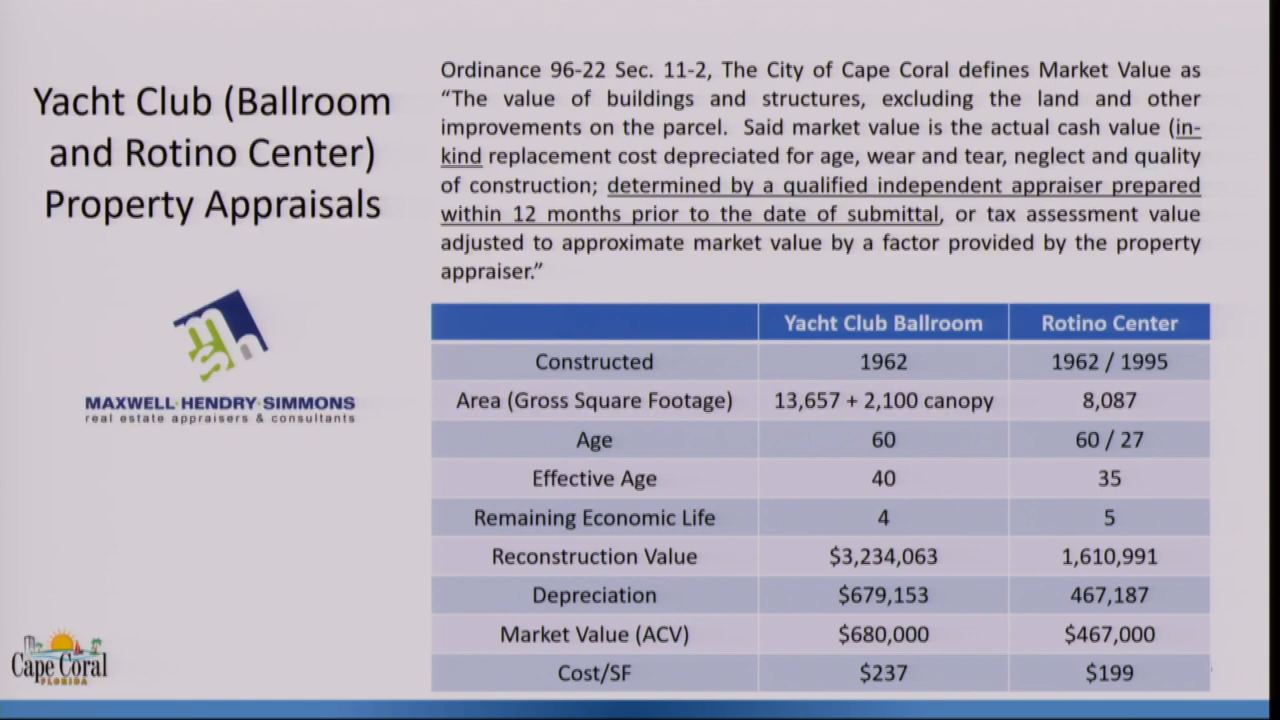 Yacht Club (Ballroom
and Rotino Center)
Property Appraisals
MAXWELL·HENDRY·SIMMONS
real estate appraisers & consultants
Ordinance 96-22 Sec. 11-2, The City of Cape Coral defines Market Value as
“The value of buildings and structures, excluding the land and other
improvements on the parcel. Said market value is the actual cash value (in-
kind replacement cost depreciated for age, wear and tear, neglect and quality
of construction; determined by a qualified independent appraiser prepared
within 12 months prior to the date of submittal, or tax assessment value
adjusted to approximate market value by a factor provided by the property
appraiser.”
Yacht Club Ballroom Rotino Center
Constructed 1962 1962 / 1995
Area (Gross Square Footage) 13,657 + 2,100 canopy 8,087
Age 60 60 / 27
Effective Age 40 35
Remaining Economic Life 4 5
Reconstruction Value $3,234,063 1,610,991
Depreciation $679,153 467,187
Market Value (ACV) $680,000 $467,000
Cost/SF $237 $199
Cape Coral
FLORIDA